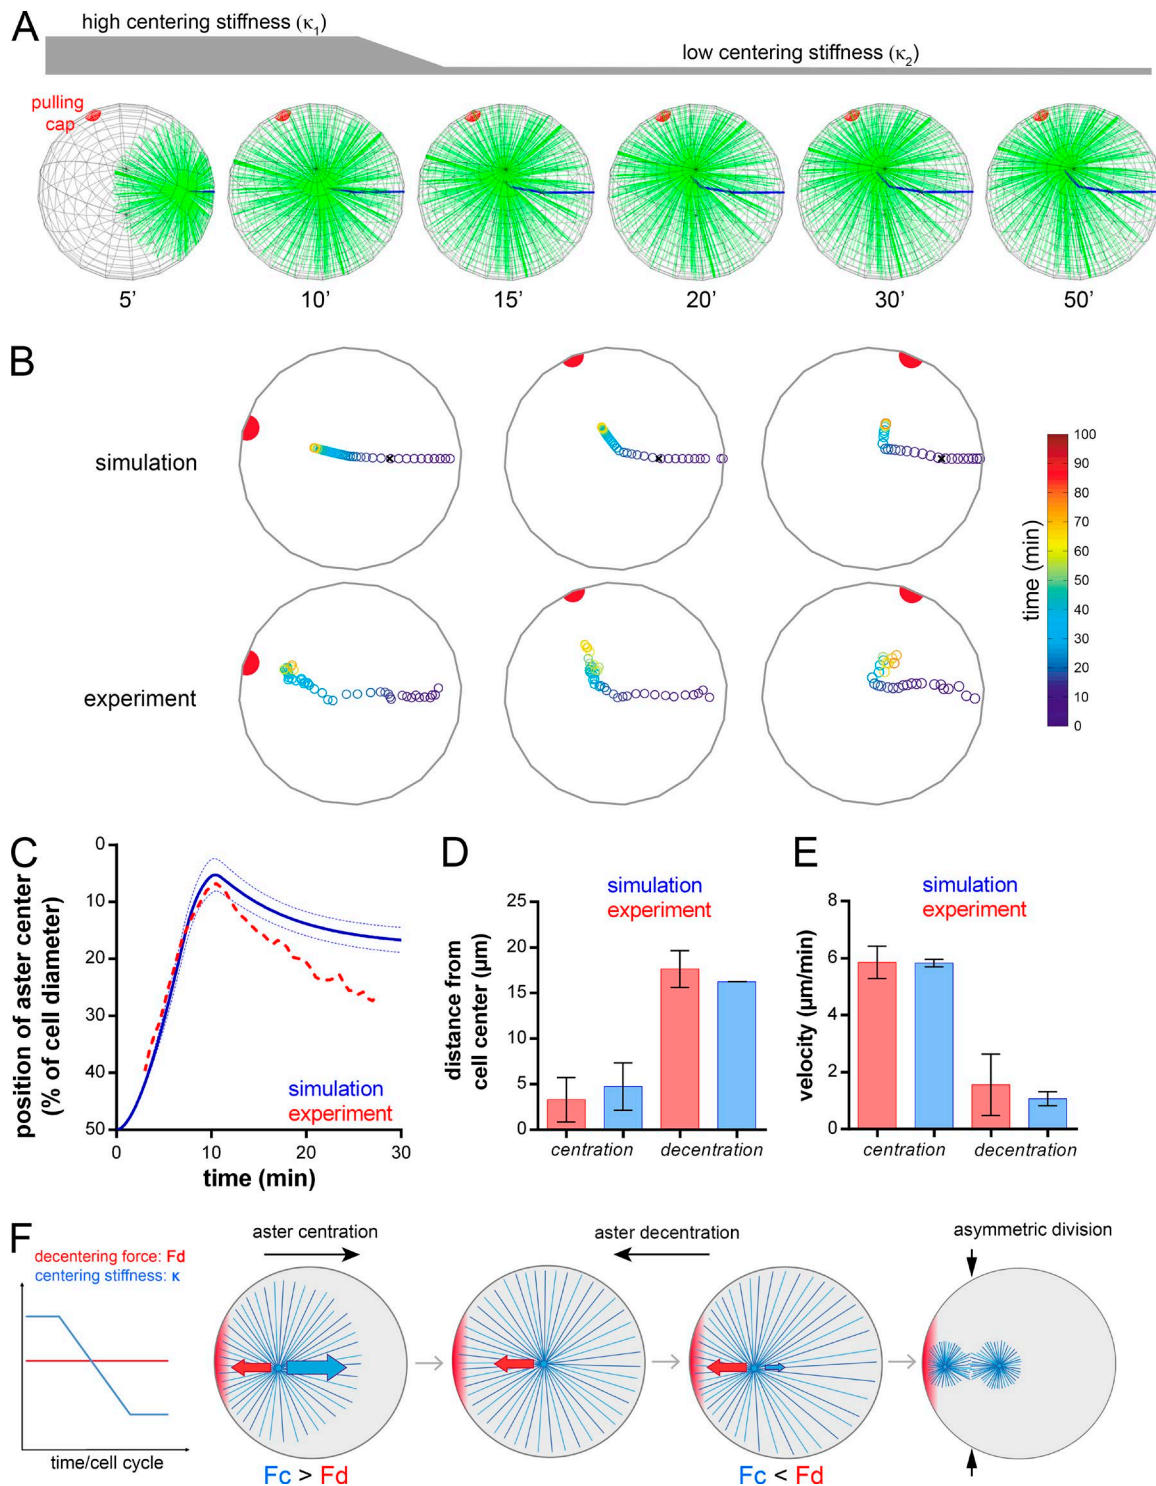 A
high centering stiffness (κ1)
low centering stiffness (κ2)
pulling
cap
5’ 10’ 15’ 20’ 30’ 50’
B
simulation
experiment
100
90
80
70
60
50
40
30
20
10
0
time (min)
C
0
10
20
30
40
50
position of aster center
(% of cell diameter)
simulation
experiment
0 10 20 30
time (min)
D
simulation
experiment
25
20
15
10
5
0
distance from
cell center (μm)
centration decentration
E
simulation
experiment
8
6
4
2
0
velocity (μm/min)
centration decentration
F
decentering force: Fd
centering stiffness: κ
time/cell cycle
aster centration
aster decentration
asymmetric division
Fc > Fd
Fc < Fd